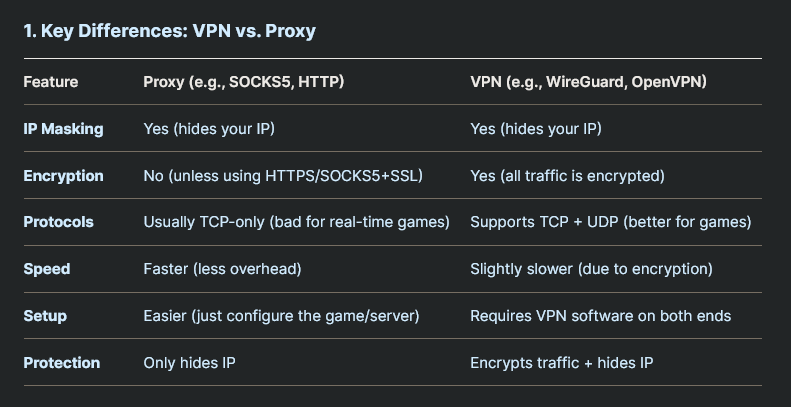 1. Key Differences: VPN vs. Proxy
Feature Proxy (e.g., SOCKS5, HTTP) VPN (e.g., WireGuard, OpenVPN)
IP Masking Yes (hides your IP) Yes (hides your IP)
Encryption No (unless using HTTPS/SOCKS5+SSL) Yes (all traffic is encrypted)
Protocols Usually TCP-only (bad for real-time games) Supports TCP + UDP (better for games)
Speed Faster (less overhead) Slightly slower (due to encryption)
Setup Easier (just configure the game/server) Requires VPN software on both ends
Protection Only hides IP Encrypts traffic + hides IP